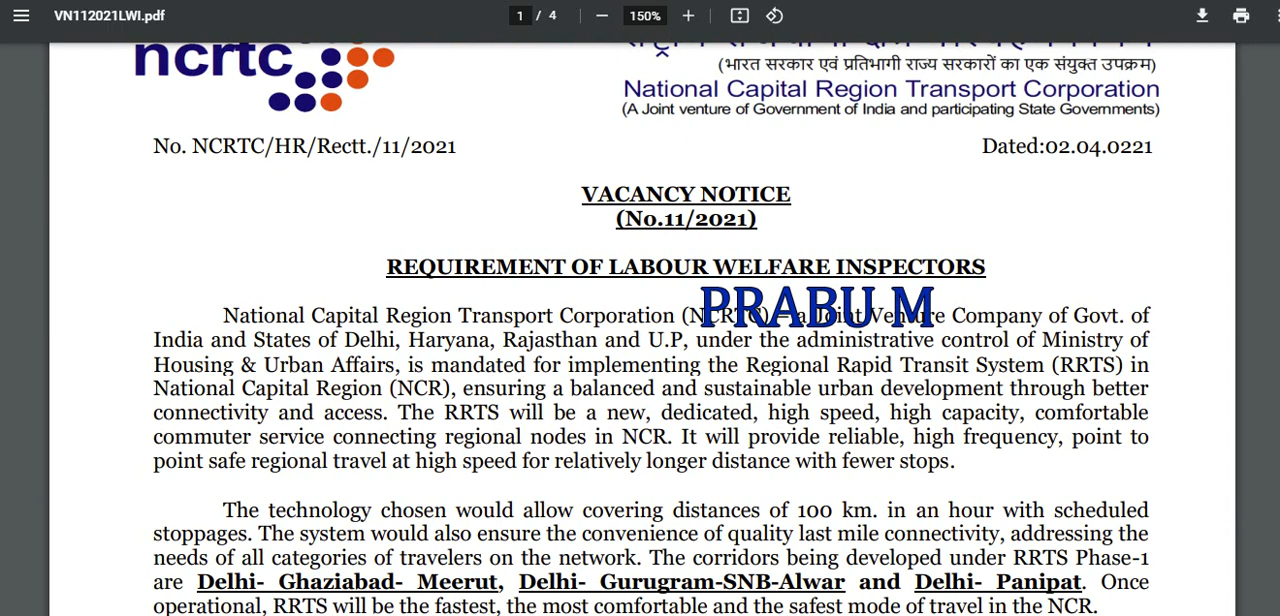 VN112021LWI.pdf
1 / 4
150%
ncrtc
(भारत सरकार एवं प्रतिभागी राज्य सरकारों का एक संयुक्त उपक्रम)
National Capital Region Transport Corporation
(A Joint venture of Government of India and participating State Governments)
No. NCRTC/HR/Rectt./11/2021
Dated:02.04.0221
VACANCY NOTICE
(No.11/2021)
REQUIREMENT OF LABOUR WELFARE INSPECTORS
PRABU M
National Capital Region Transport Corporation (NCRTC) – a Joint Venture Company of Govt. of
India and States of Delhi, Haryana, Rajasthan and U.P, under the administrative control of Ministry of
Housing & Urban Affairs, is mandated for implementing the Regional Rapid Transit System (RRTS) in
National Capital Region (NCR), ensuring a balanced and sustainable urban development through better
connectivity and access. The RRTS will be a new, dedicated, high speed, high capacity, comfortable
commuter service connecting regional nodes in NCR. It will provide reliable, high frequency, point to
point safe regional travel at high speed for relatively longer distance with fewer stops.
The technology chosen would allow covering distances of 100 km. in an hour with scheduled
stoppages. The system would also ensure the convenience of quality last mile connectivity, addressing the
needs of all categories of travelers on the network. The corridors being developed under RRTS Phase-1
are Delhi- Ghaziabad- Meerut, Delhi- Gurugram-SNB-Alwar and Delhi- Panipat. Once
operational, RRTS will be the fastest, the most comfortable and the safest mode of travel in the NCR.